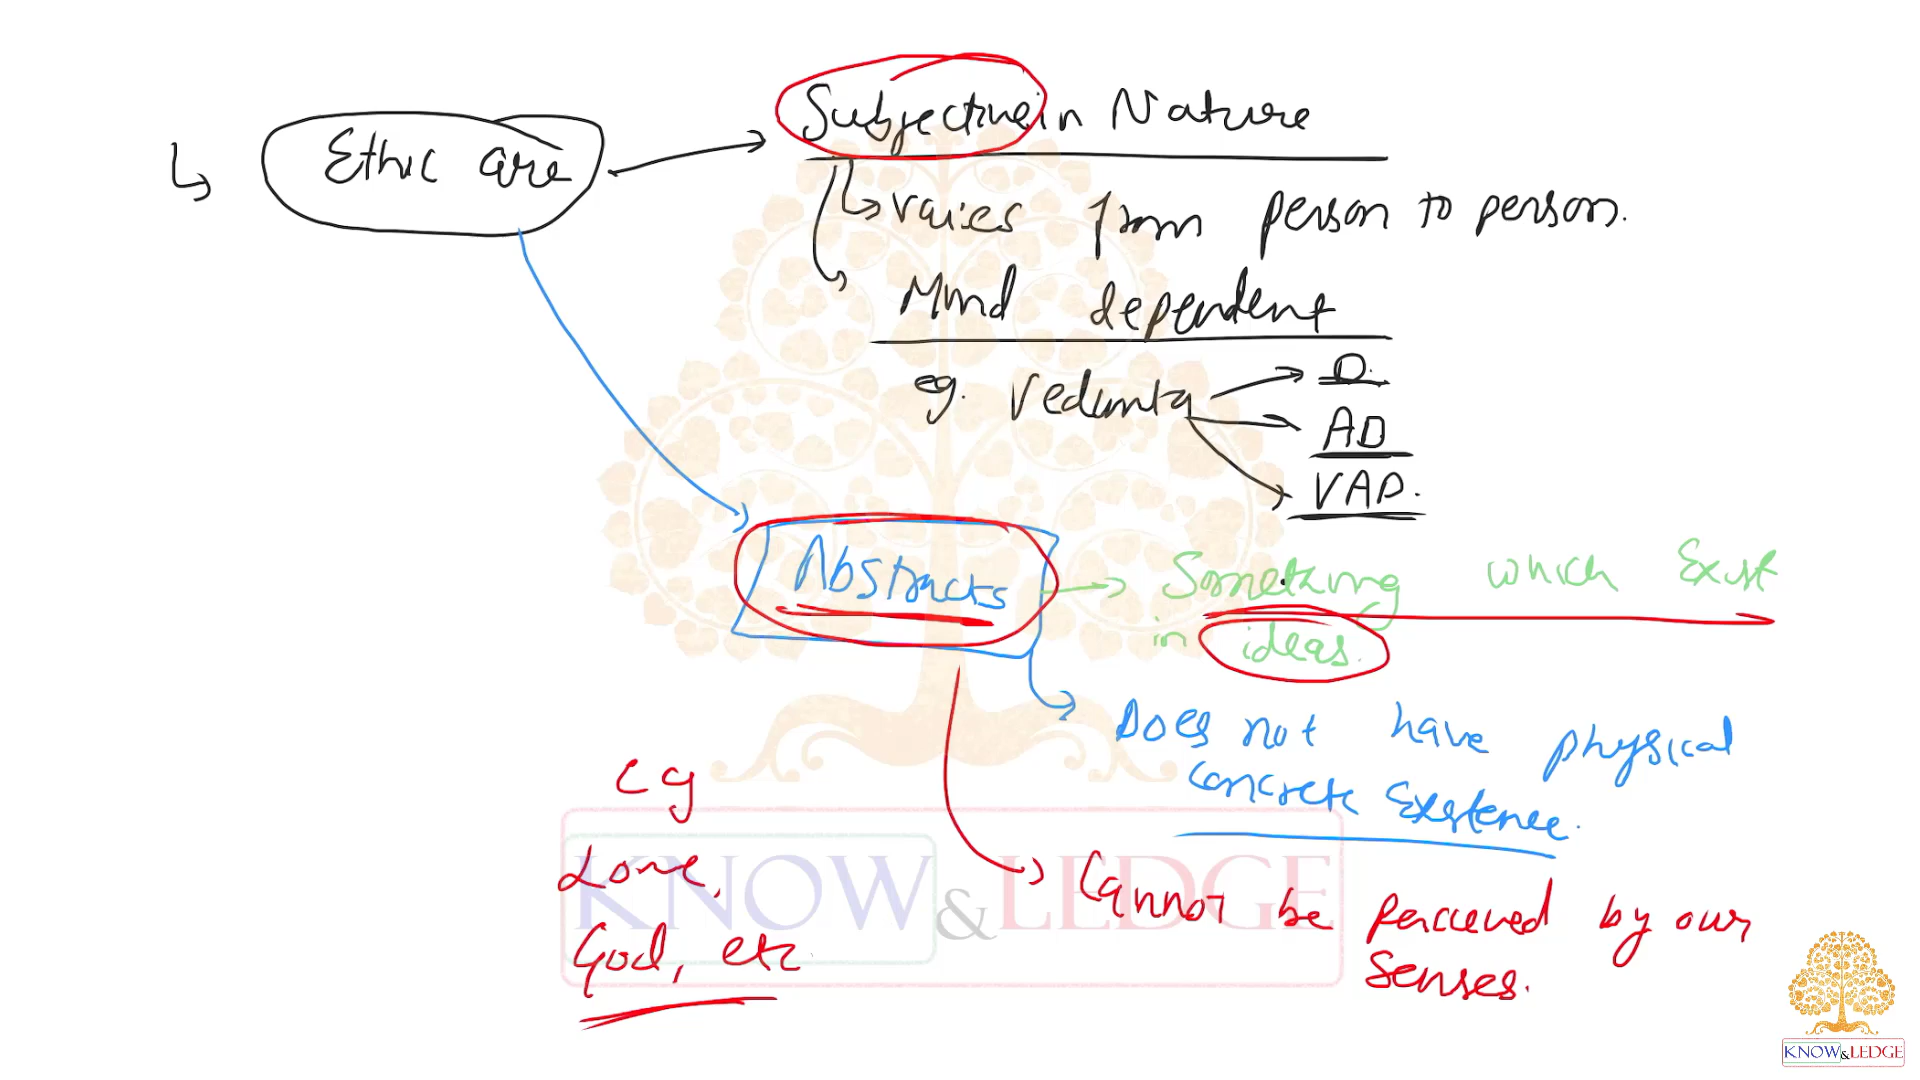 Subjective in Nature
↳ Ethic are
↳ varies from person to person.
Mind dependent
eg. Vedanta
D.
AD
VAD.
Abstracts → Something which Exist
in ideas.
Does not have physical
concrete Existence.
eg
Love,
God, etc
Cannot be perceived by our
senses.
KNOW&LEDGE
KNOW&LEDGE